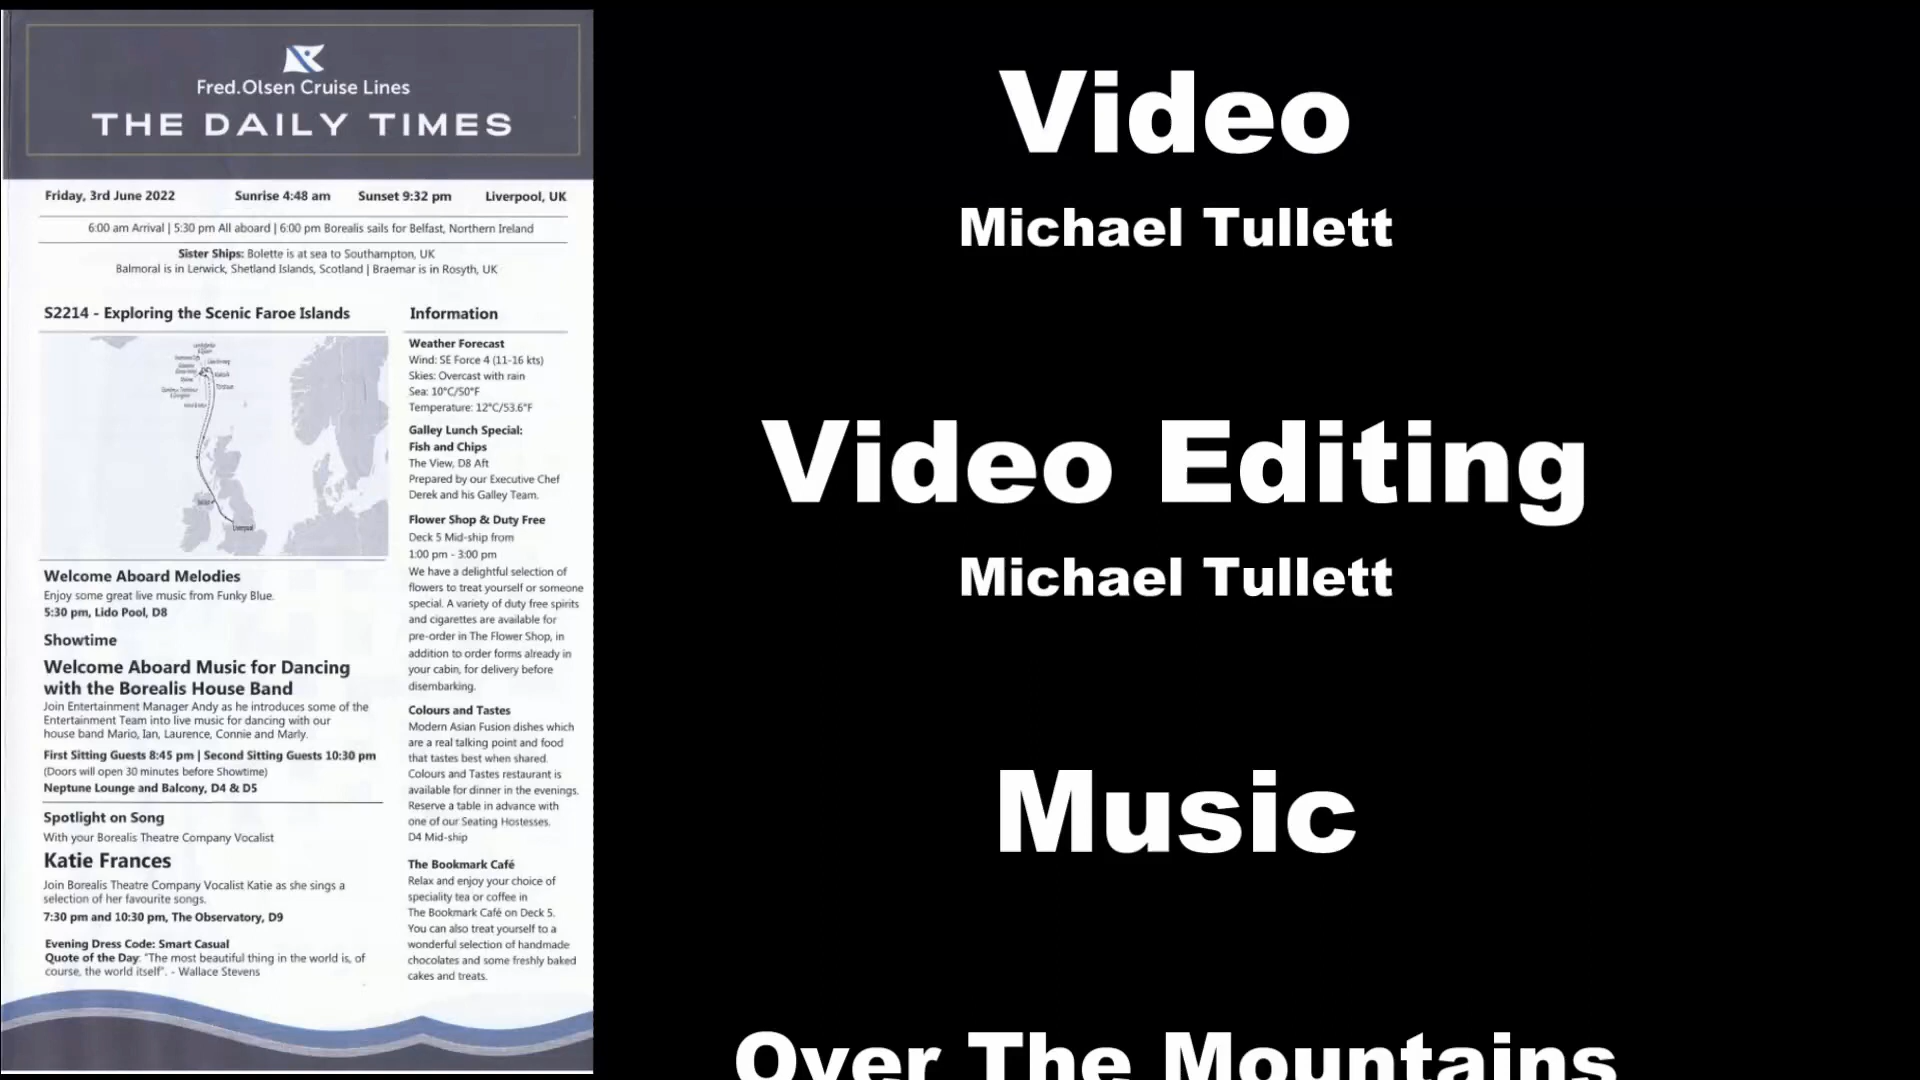 Fred.Olsen Cruise Lines
THE DAILY TIMES
Friday, 3rd June 2022 Sunrise 4:48 am Sunset 9:32 pm Liverpool, UK
6:00 am Arrival | 5:30 pm All aboard | 6:00 pm Borealis sails for Belfast, Northern Ireland
Sister Ships: Bolette is at sea to Southampton, UK
Balmoral is in Lerwick, Shetland Islands, Scotland | Braemar is in Rosyth, UK
S2214 - Exploring the Scenic Faroe Islands
Liverpool
Welcome Aboard Melodies
Enjoy some great live music from Funky Blue.
5:30 pm, Lido Pool, D8
Showtime
Welcome Aboard Music for Dancing
with the Borealis House Band
Join Entertainment Manager Andy as he introduces some of the
Entertainment Team into live music for dancing with our
house band Mario, Ian, Laurence, Connie and Marly.
First Sitting Guests 8:45 pm | Second Sitting Guests 10:30 pm
(Doors will open 30 minutes before Showtime)
Neptune Lounge and Balcony, D4 & D5
Spotlight on Song
With your Borealis Theatre Company Vocalist
Katie Frances
Join Borealis Theatre Company Vocalist Katie as she sings a
selection of her favourite songs.
7:30 pm and 10:30 pm, The Observatory, D9
Evening Dress Code: Smart Casual
Quote of the Day: "The most beautiful thing in the world is, of
course, the world itself". - Wallace Stevens
Information
Weather Forecast
Wind: SE Force 4 (11-16 kts)
Skies: Overcast with rain
Sea: 10°C/50°F
Temperature: 12°C/53.6°F
Galley Lunch Special:
Fish and Chips
The View, D8 Aft
Prepared by our Executive Chef
Derek and his Galley Team.
Flower Shop & Duty Free
Deck 5 Mid-ship from
1:00 pm - 3:00 pm
We have a delightful selection of
flowers to treat yourself or someone
special. A variety of duty free spirits
and cigarettes are available for
pre-order in The Flower Shop, in
addition to order forms already in
your cabin, for delivery before
disembarking.
Colours and Tastes
Modern Asian Fusion dishes which
are a real talking point and food
that tastes best when shared.
Colours and Tastes restaurant is
available for dinner in the evenings.
Reserve a table in advance with
one of our Seating Hostesses.
D4 Mid-ship
The Bookmark Café
Relax and enjoy your choice of
speciality tea or coffee in
The Bookmark Café on Deck 5.
You can also treat yourself to a
wonderful selection of handmade
chocolates and some freshly baked
cakes and treats.
Video
Michael Tullett
Video Editing
Michael Tullett
Music
Over The Mountains